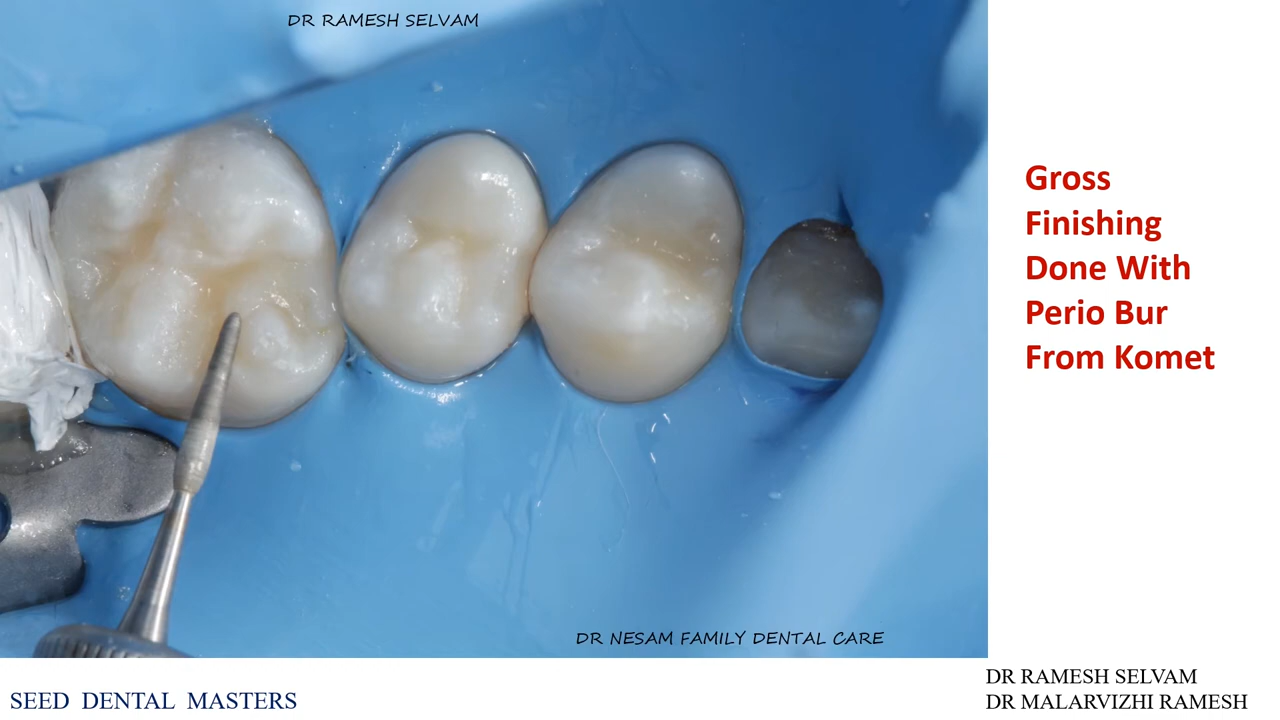 DR RAMESH SELVAM
Gross
Finishing
Done With
Perio Bur
From Komet
DR NESAM FAMILY DENTAL CARE
SEED DENTAL MASTERS
DR RAMESH SELVAM
DR MALARVIZHI RAMESH